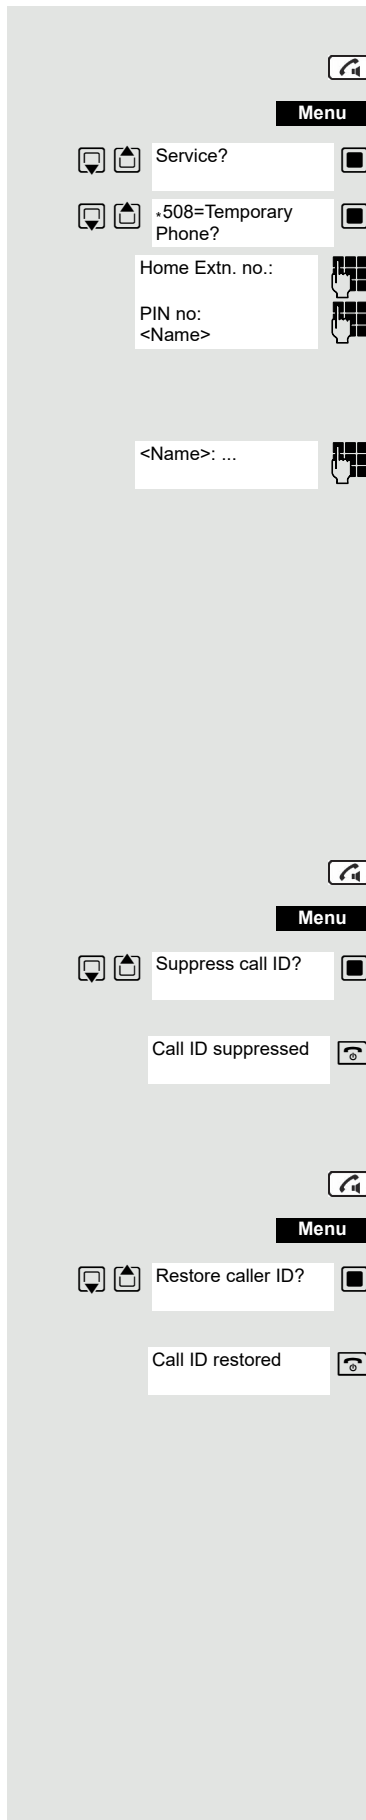 Menu
Service?
*508=Temporary
Phone?
Home Extn. no.:
PIN no:
<Name>
<Name>: ...
Menu
Suppress call ID?
Call ID suppressed
Menu
Restore caller ID?
Call ID restored